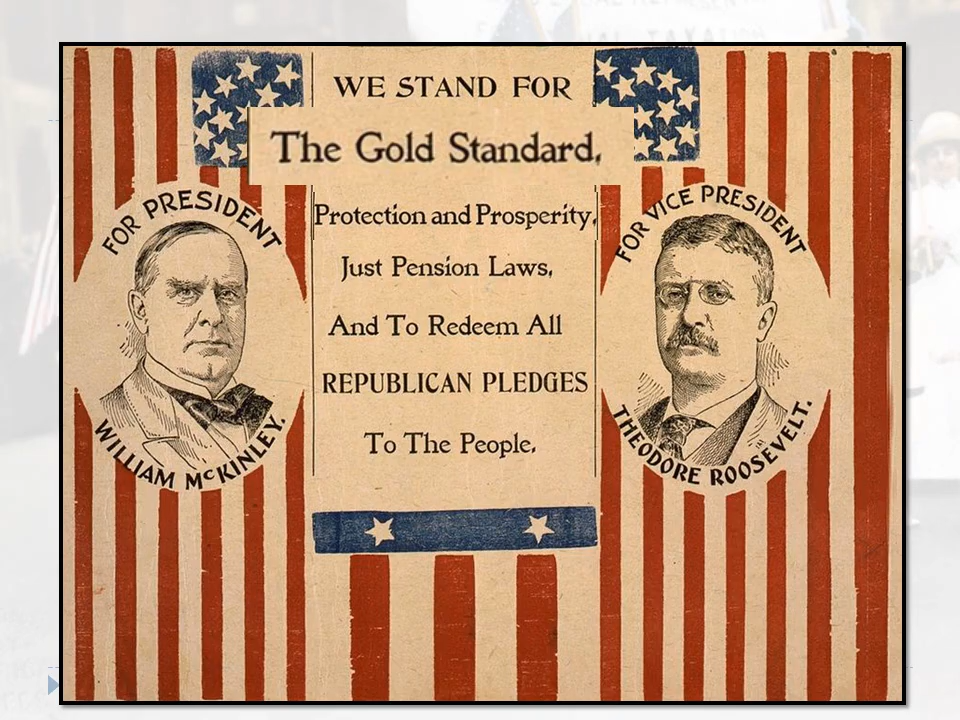 WE STAND FOR
The Gold Standard,
Protection and Prosperity,
Just Pension Laws,
And To Redeem All
REPUBLICAN PLEDGES
To The People.
FOR PRESIDENT
WILLIAM McKINLEY.
FOR VICE PRESIDENT
THEODORE ROOSEVELT.